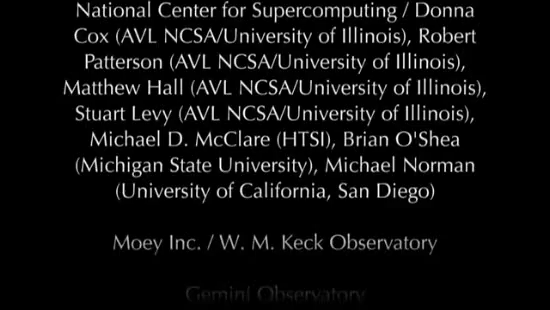 National Center for Supercomputing / Donna
Cox (AVL NCSA/University of Illinois), Robert
Patterson (AVL NCSA/University of Illinois),
Matthew Hall (AVL NCSA/University of Illinois),
Stuart Levy (AVL NCSA/University of Illinois),
Michael D. McClare (HTSI), Brian O'Shea
(Michigan State University), Michael Norman
(University of California, San Diego)
Moey Inc. / W. M. Keck Observatory
Gemini Observatory